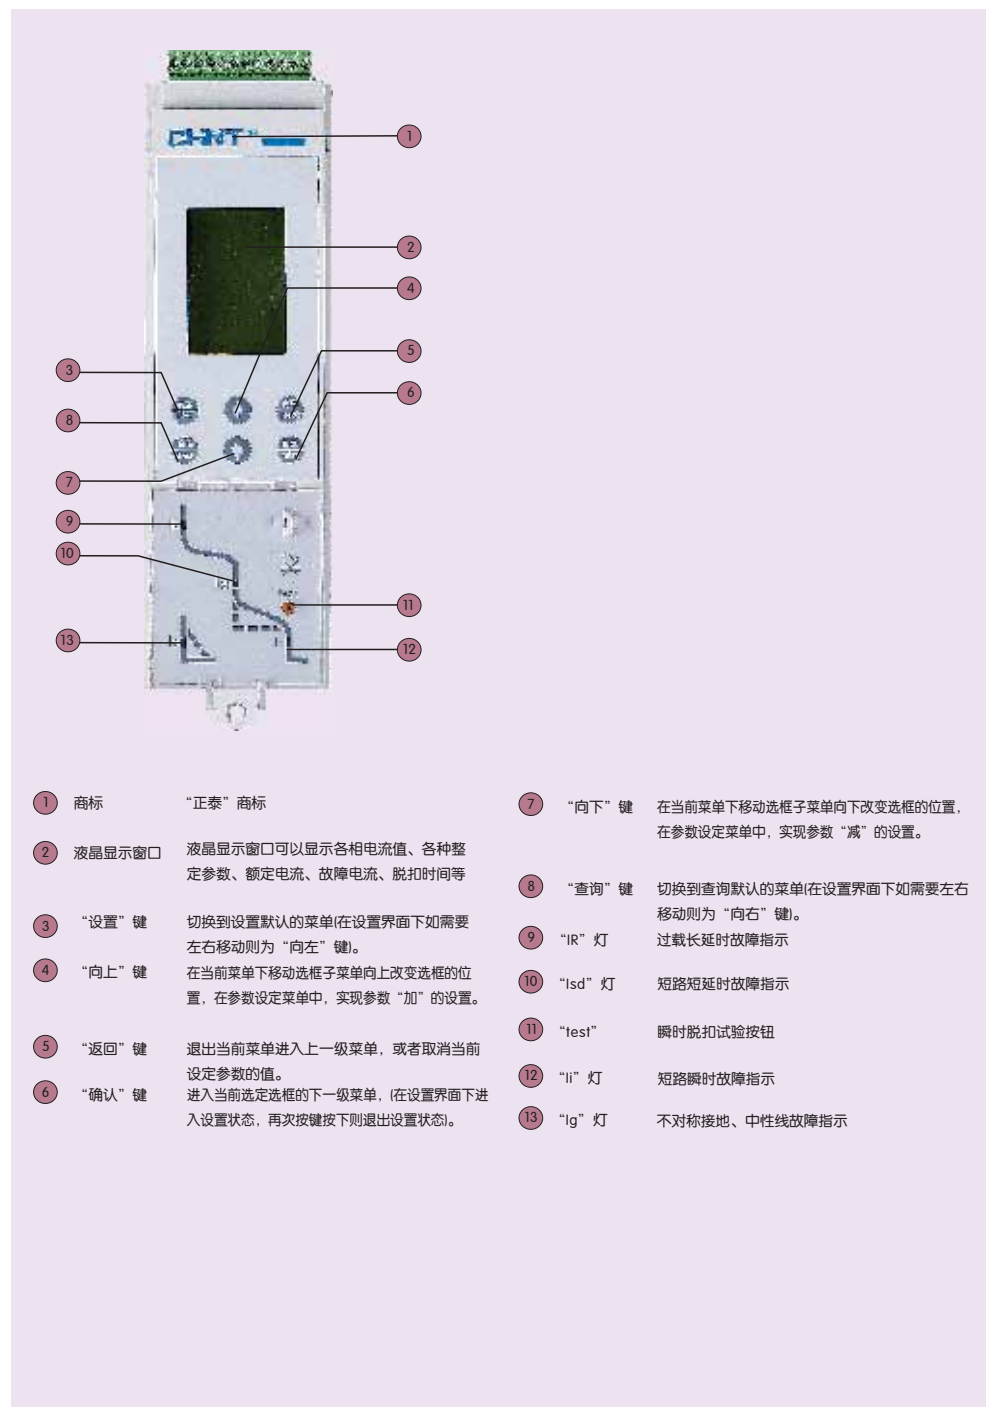 CHNT
1
2
4
5
6
3
8
7
9
10
11
13
12
1 商标 “正泰”商标
2 液晶显示窗口 液晶显示窗口可以显示各相电流值、各种整
定参数、额定电流、故障电流、脱扣时间等
3 “设置”键 切换到设置默认的菜单(在设置界面下如需要
左右移动则为“向左”键)。
4 “向上”键 在当前菜单下移动选框子菜单向上改变选框的位
置，在参数设定菜单中，实现参数“加”的设置。
5 “返回”键 退出当前菜单进入上一级菜单，或者取消当前
设定参数的值。
6 “确认”键 进入当前选定选框的下一级菜单，(在设置界面下进
入设置状态，再次按键按下则退出设置状态)。
7 “向下”键 在当前菜单下移动选框子菜单向下改变选框的位置，
在参数设定菜单中，实现参数“减”的设置。
8 “查询”键 切换到查询默认的菜单(在设置界面下如需要左右
移动则为“向右”键)。
9 “IR”灯 过载长延时故障指示
10 “Isd”灯 短路短延时故障指示
11 “test” 瞬时脱扣试验按钮
12 “Ii”灯 短路瞬时故障指示
13 “Ig”灯 不对称接地、中性线故障指示